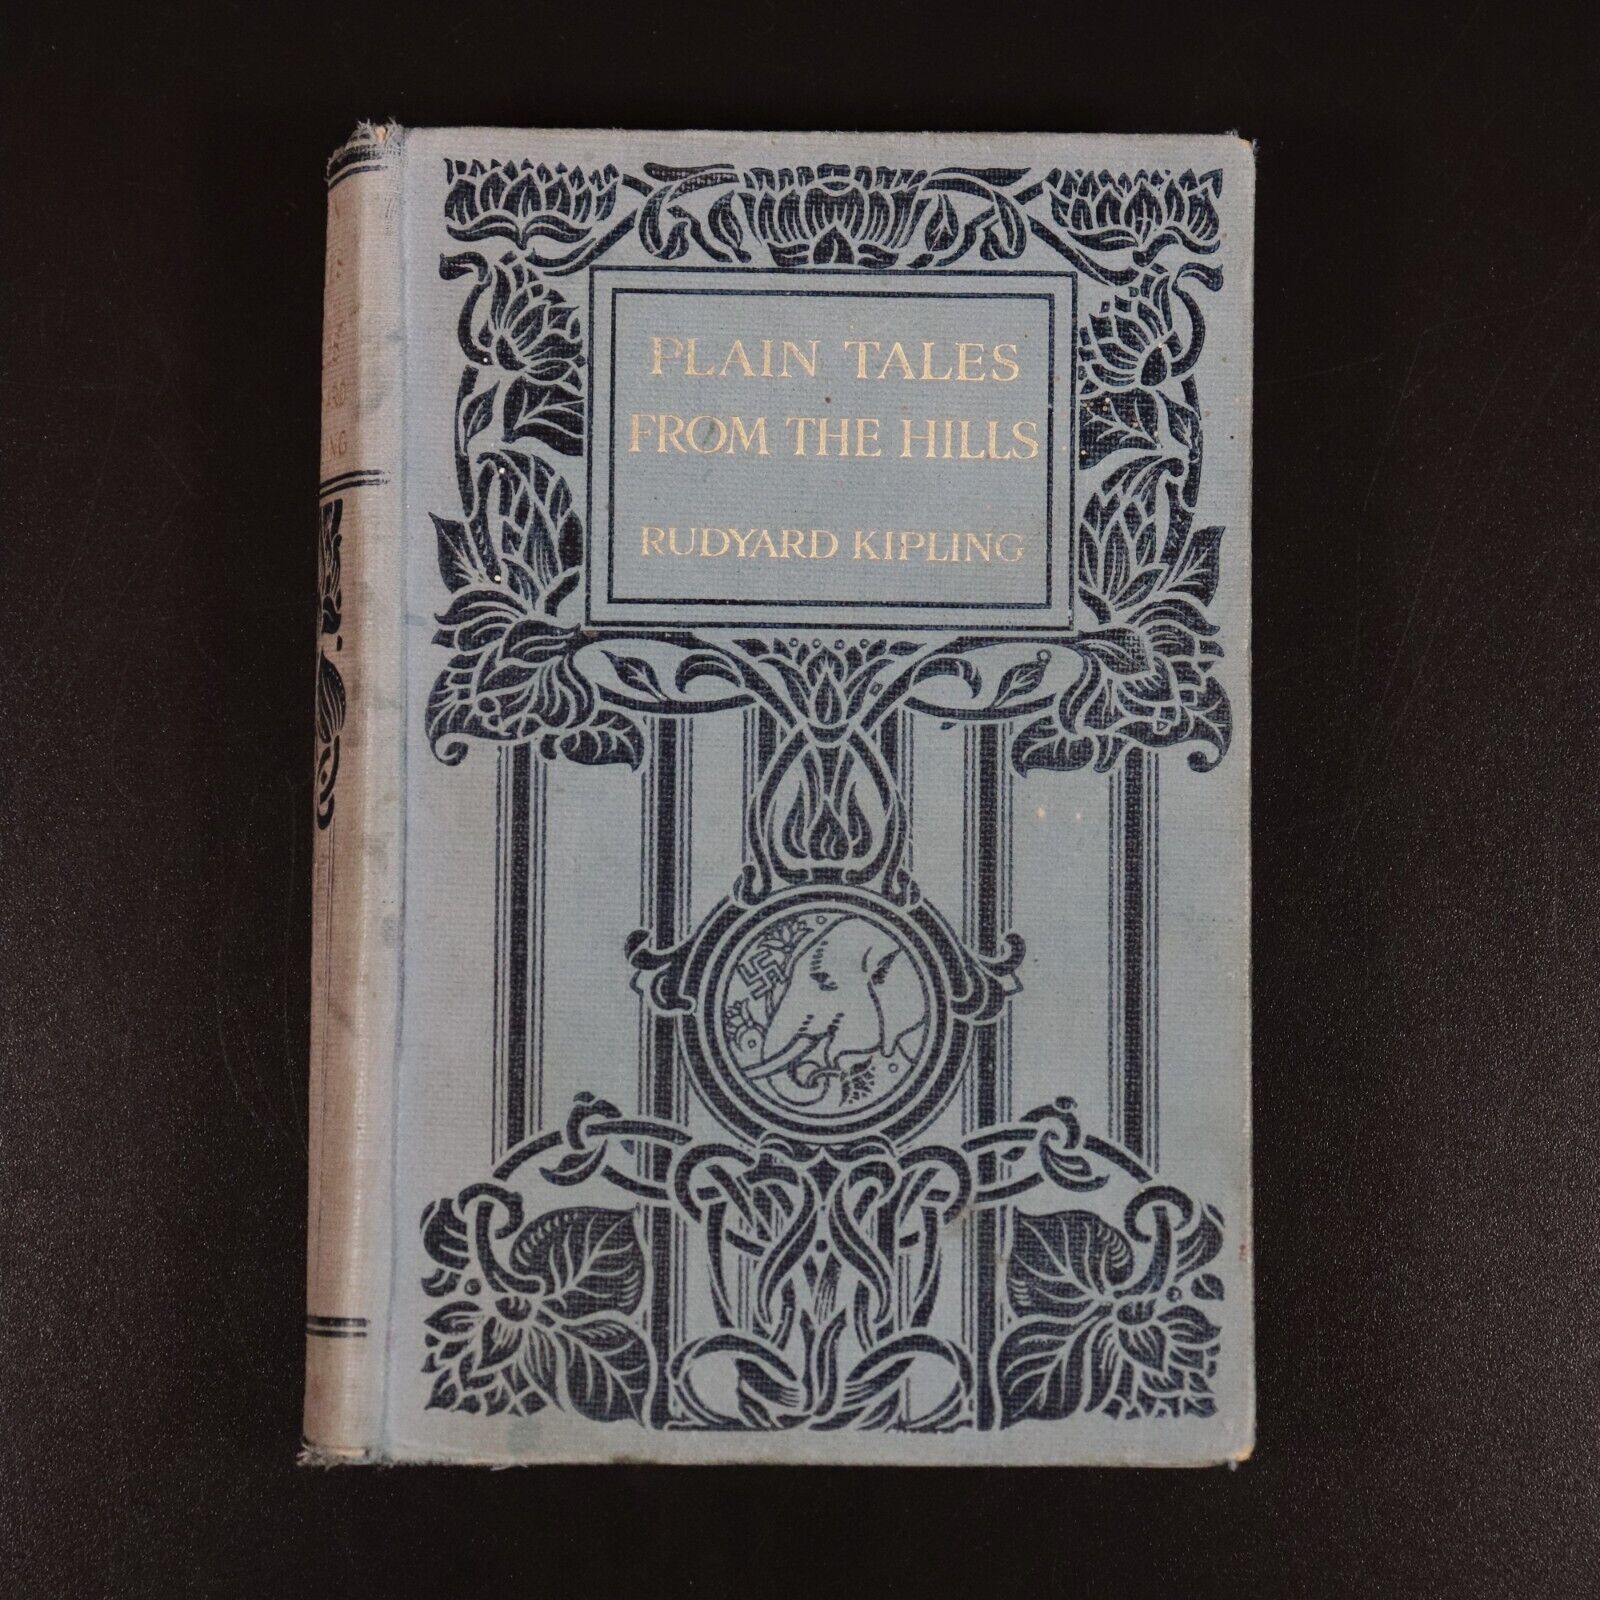 PLAIN TALES
FROM THE HILLS
RUDYARD KIPLING